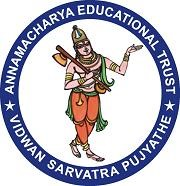 ANNAMACHARYA EDUCATIONAL TRUST
VIDWAN SARVATRA PUJYATHE